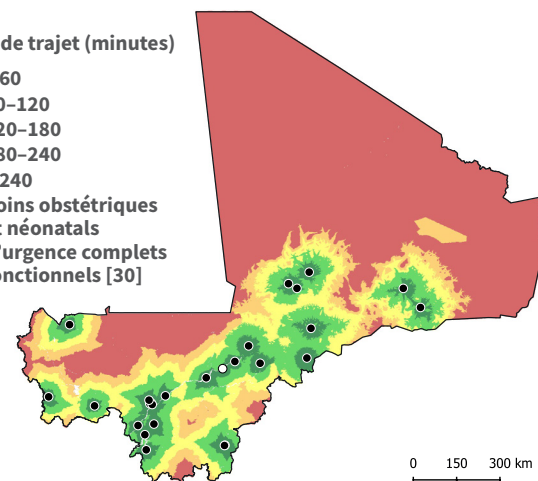 de trajet (minutes)
60
0–120
20–180
80–240
240
oins obstétriques
t néonatals
'urgence complets
onctionnels [30]
0 150 300 km